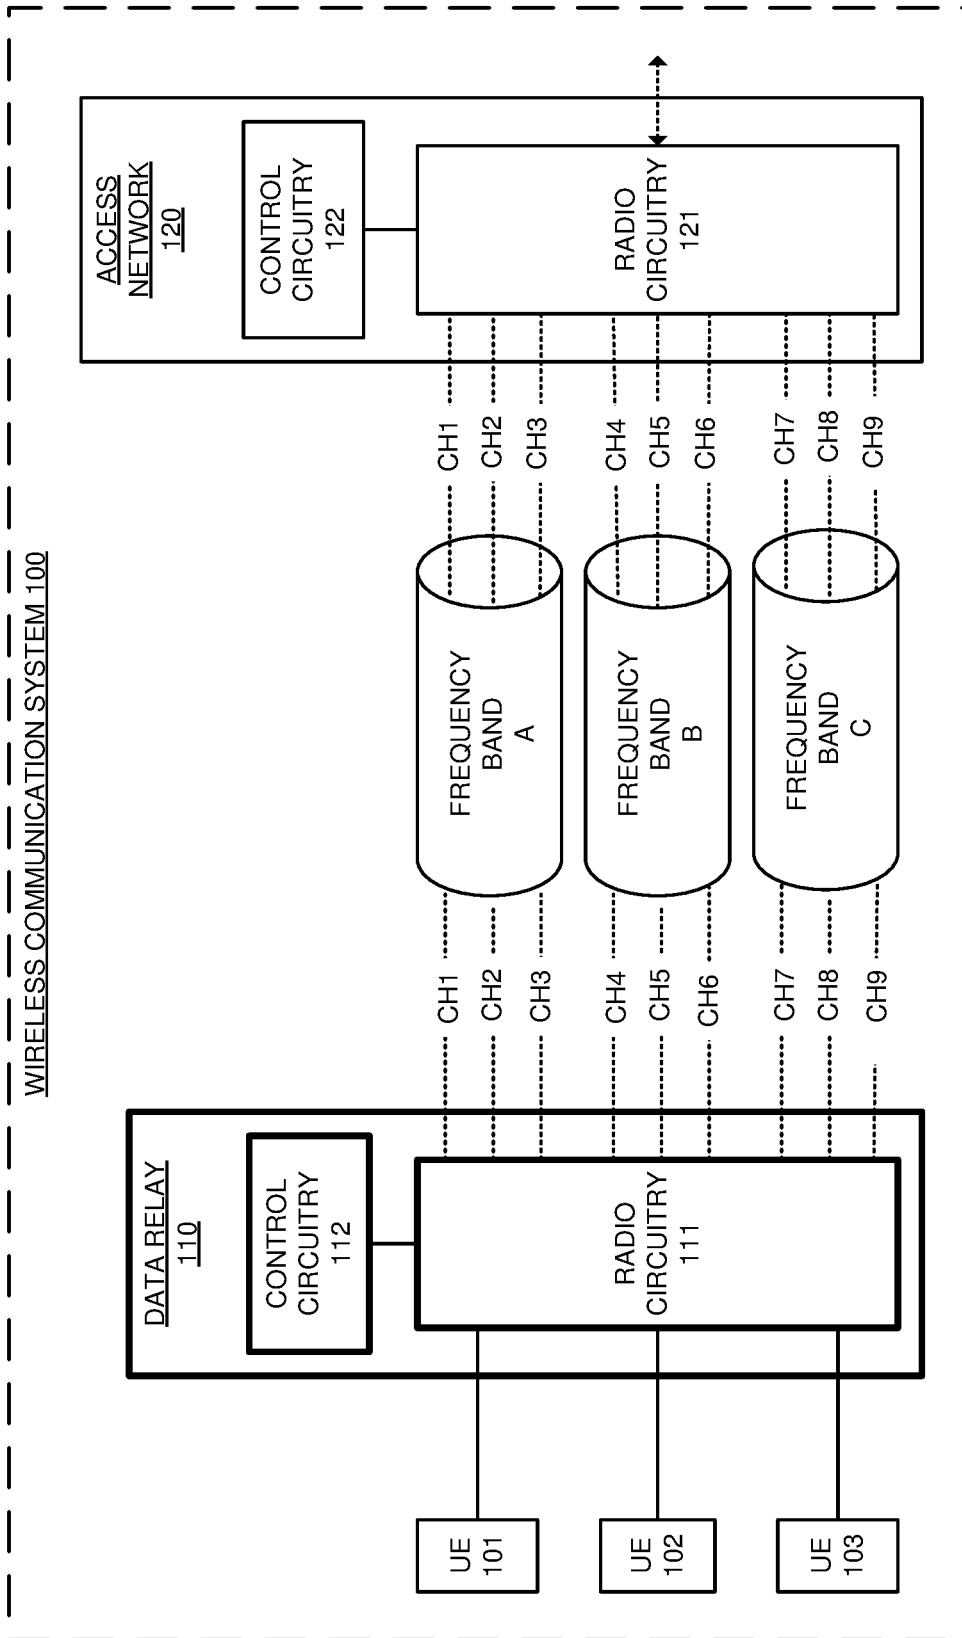 WIRELESS COMMUNICATION SYSTEM 100
DATA RELAY
110
CONTROL
CIRCUITRY
112
RADIO
CIRCUITRY
111
UE
101
UE
102
UE
103
CH1
CH2
CH3
CH4
CH5
CH6
CH7
CH8
CH9
FREQUENCY
BAND
A
FREQUENCY
BAND
B
FREQUENCY
BAND
C
CH1
CH2
CH3
CH4
CH5
CH6
CH7
CH8
CH9
ACCESS
NETWORK
120
CONTROL
CIRCUITRY
122
RADIO
CIRCUITRY
121